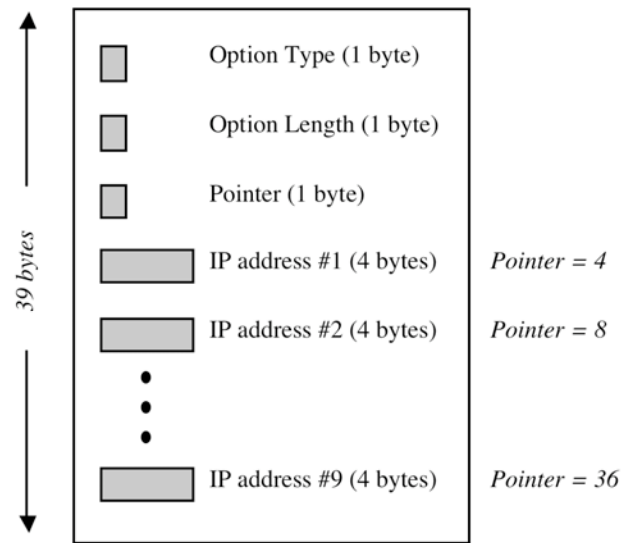 Option Type (1 byte)
Option Length (1 byte)
Pointer (1 byte)
39 bytes
IP address #1 (4 bytes) Pointer = 4
IP address #2 (4 bytes) Pointer = 8
IP address #9 (4 bytes) Pointer = 36